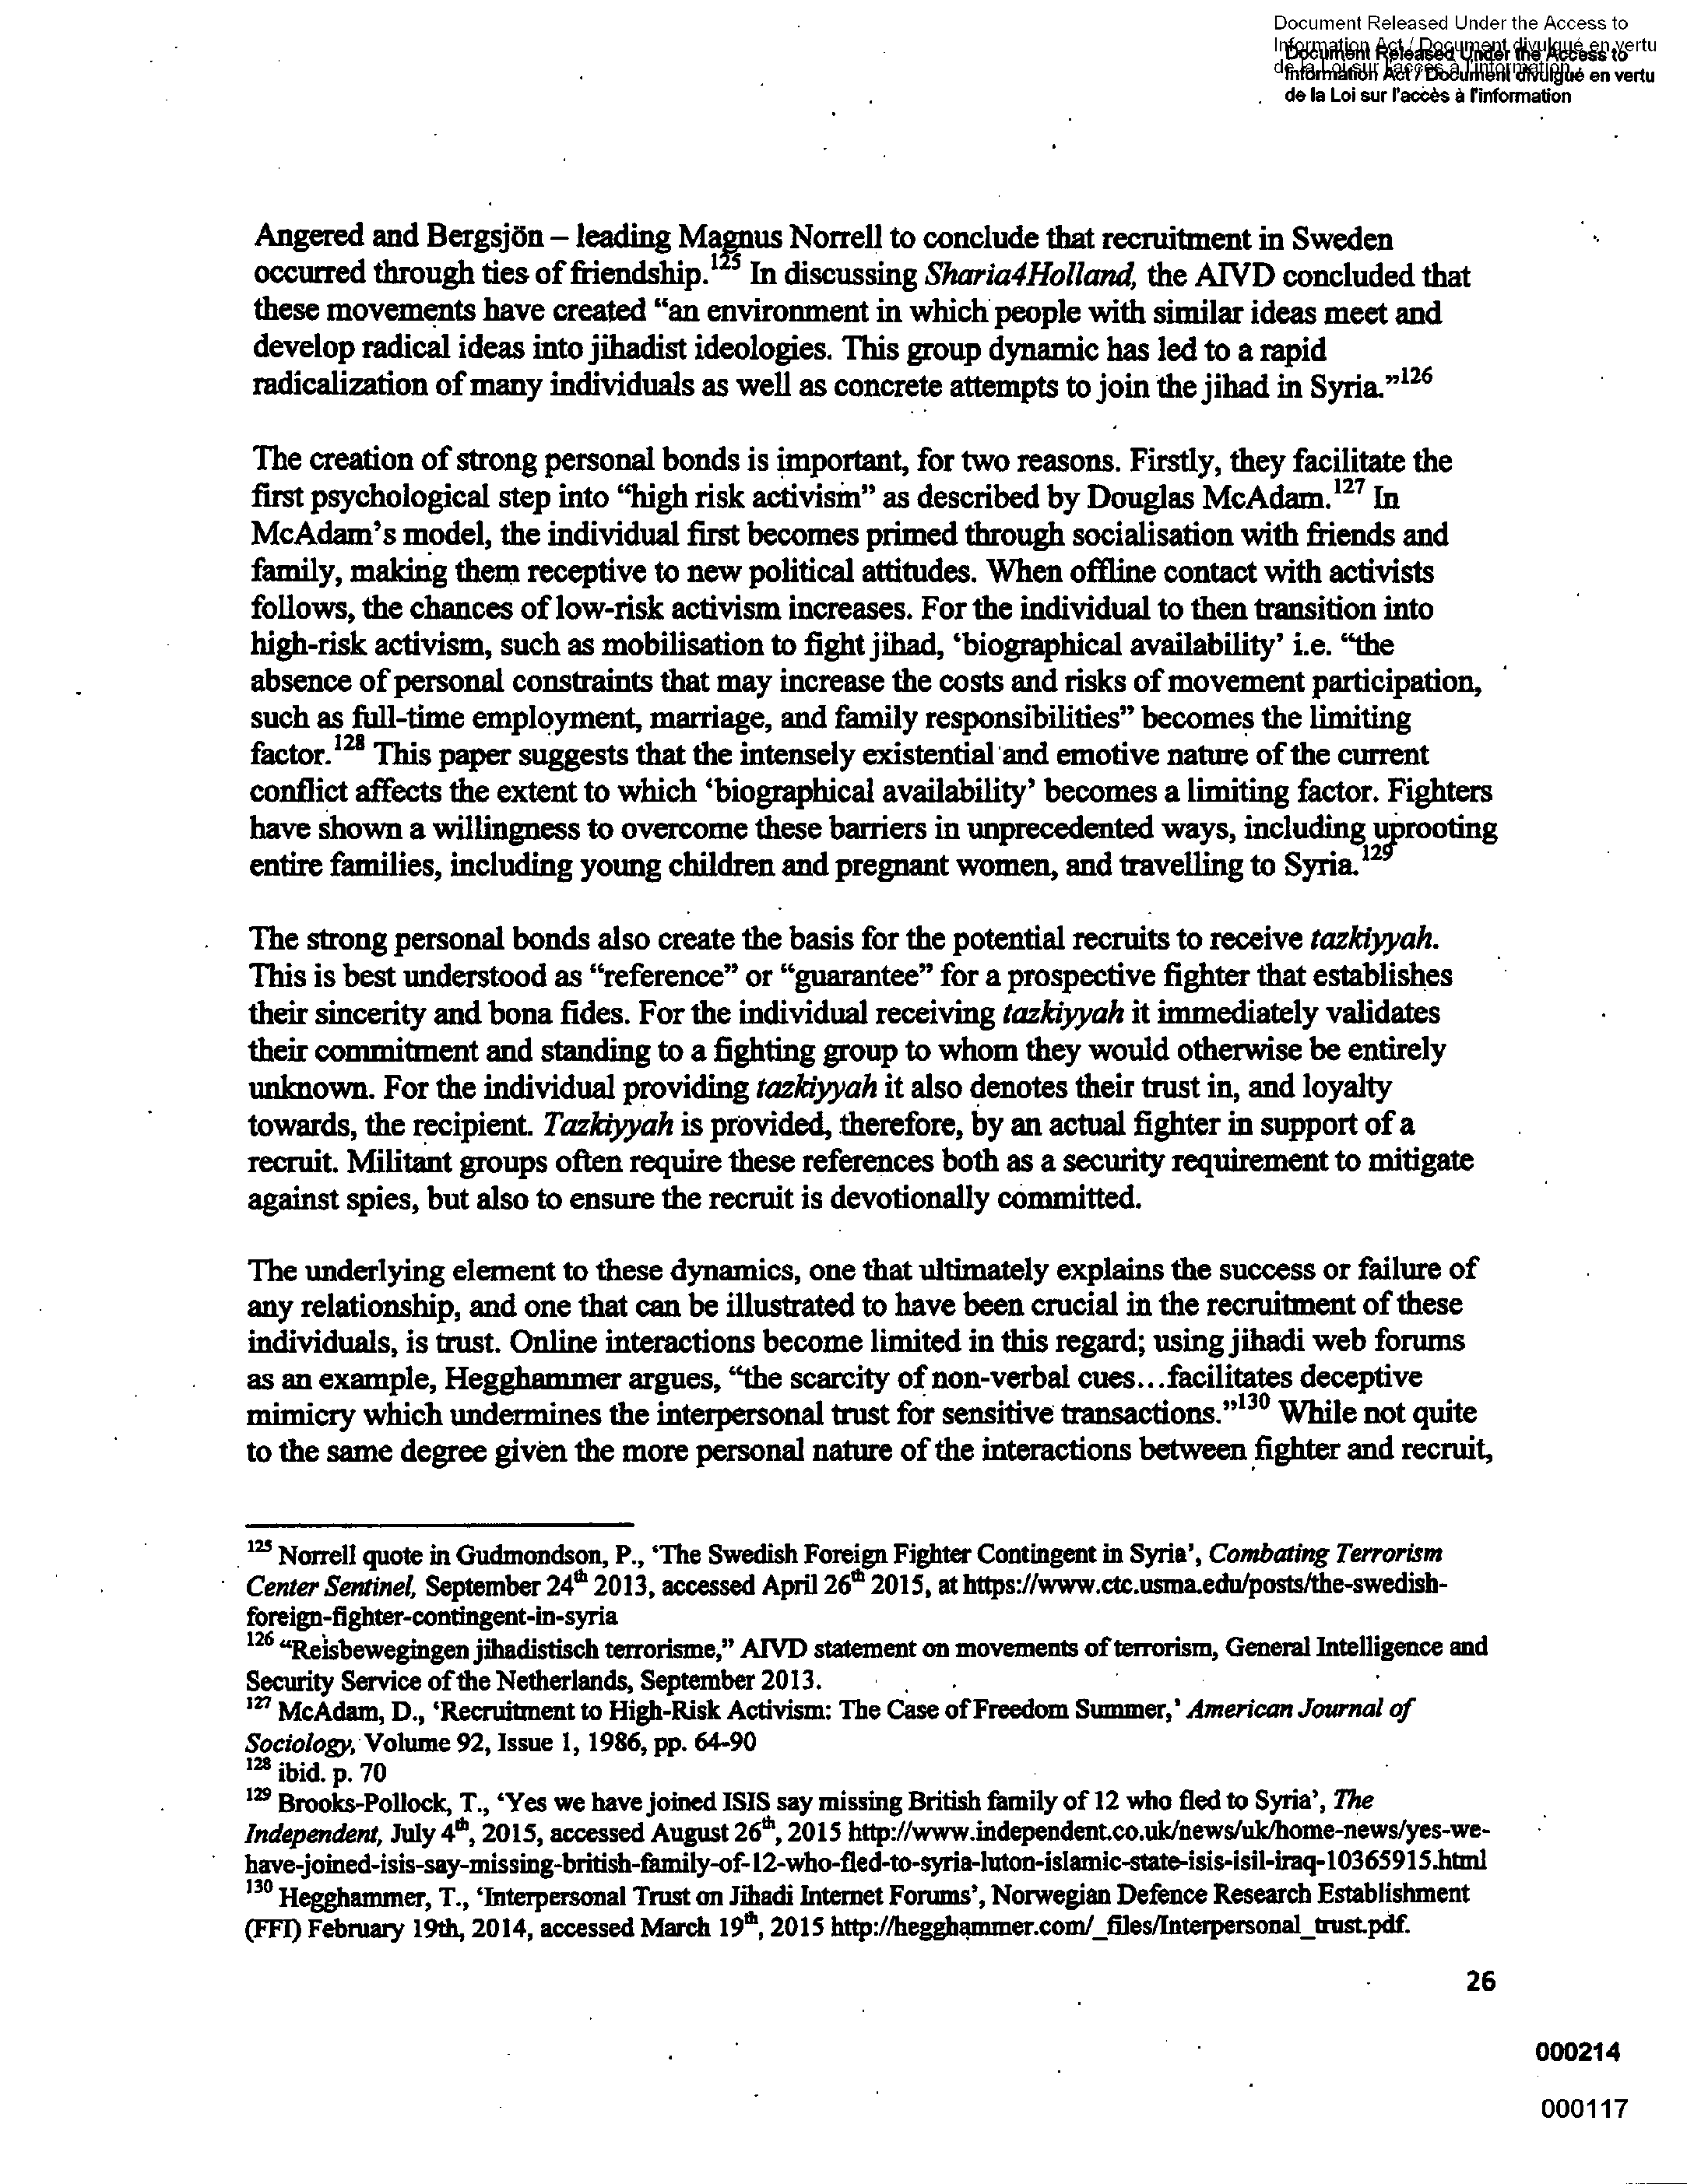 Document Released Under the Access to
Information Act / Document divulgué en vertu
de la Loi sur l'accès à l'information
Document Released Under the Access to
Information Act / Document divulgué en vertu
de la Loi sur l'accès à l'information
Angered and Bergsjön – leading Magnus Norrell to conclude that recruitment in Sweden
occurred through ties of friendship.125 In discussing Sharia4Holland, the AIVD concluded that
these movements have created “an environment in which people with similar ideas meet and
develop radical ideas into jihadist ideologies. This group dynamic has led to a rapid
radicalization of many individuals as well as concrete attempts to join the jihad in Syria.”126
The creation of strong personal bonds is important, for two reasons. Firstly, they facilitate the
first psychological step into “high risk activism” as described by Douglas McAdam.127 In
McAdam’s model, the individual first becomes primed through socialisation with friends and
family, making them receptive to new political attitudes. When offline contact with activists
follows, the chances of low-risk activism increases. For the individual to then transition into
high-risk activism, such as mobilisation to fight jihad, ‘biographical availability’ i.e. “the
absence of personal constraints that may increase the costs and risks of movement participation,
such as full-time employment, marriage, and family responsibilities” becomes the limiting
factor.128 This paper suggests that the intensely existential and emotive nature of the current
conflict affects the extent to which ‘biographical availability’ becomes a limiting factor. Fighters
have shown a willingness to overcome these barriers in unprecedented ways, including uprooting
entire families, including young children and pregnant women, and travelling to Syria.129
The strong personal bonds also create the basis for the potential recruits to receive tazkiyyah.
This is best understood as “reference” or “guarantee” for a prospective fighter that establishes
their sincerity and bona fides. For the individual receiving tazkiyyah it immediately validates
their commitment and standing to a fighting group to whom they would otherwise be entirely
unknown. For the individual providing tazkiyyah it also denotes their trust in, and loyalty
towards, the recipient. Tazkiyyah is provided, therefore, by an actual fighter in support of a
recruit. Militant groups often require these references both as a security requirement to mitigate
against spies, but also to ensure the recruit is devotionally committed.
The underlying element to these dynamics, one that ultimately explains the success or failure of
any relationship, and one that can be illustrated to have been crucial in the recruitment of these
individuals, is trust. Online interactions become limited in this regard; using jihadi web forums
as an example, Hegghammer argues, “the scarcity of non-verbal cues…facilitates deceptive
mimicry which undermines the interpersonal trust for sensitive transactions.”130 While not quite
to the same degree given the more personal nature of the interactions between fighter and recruit,
125 Norrell quote in Gudmondson, P., ‘The Swedish Foreign Fighter Contingent in Syria’, Combating Terrorism
Center Sentinel, September 24th 2013, accessed April 26th 2015, at https://www.ctc.usma.edu/posts/the-swedish-
foreign-fighter-contingent-in-syria
126 “Reisbewegingen jihadistisch terrorisme,” AIVD statement on movements of terrorism, General Intelligence and
Security Service of the Netherlands, September 2013.
127 McAdam, D., ‘Recruitment to High-Risk Activism: The Case of Freedom Summer,’ American Journal of
Sociology, Volume 92, Issue 1, 1986, pp. 64-90
128 ibid. p. 70
129 Brooks-Pollock, T., ‘Yes we have joined ISIS say missing British family of 12 who fled to Syria’, The
Independent, July 4th, 2015, accessed August 26th, 2015 http://www.independent.co.uk/news/uk/home-news/yes-we-
have-joined-isis-say-missing-british-family-of-12-who-fled-to-syria-luton-islamic-state-isis-isil-iraq-10365915.html
130 Hegghammer, T., ‘Interpersonal Trust on Jihadi Internet Forums’, Norwegian Defence Research Establishment
(FFI) February 19th, 2014, accessed March 19th, 2015 http://hegghammer.com/_files/Interpersonal_trust.pdf.
26
000214
000117